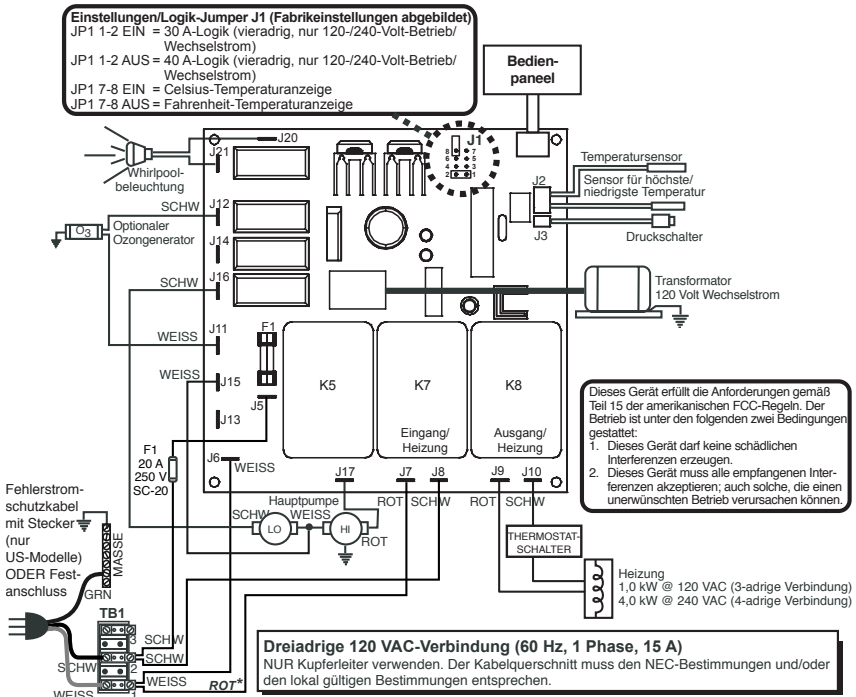 Einstellungen/Logik-Jumper J1 (Fabrikeinstellungen abgebildet)
JP1 1-2 EIN = 30 A-Logik (vieradrig, nur 120-/240-Volt-Betrieb/
Wechselstrom)
JP1 1-2 AUS = 40 A-Logik (vieradrig, nur 120-/240-Volt-Betrieb/
Wechselstrom)
JP1 7-8 EIN = Celsius-Temperaturanzeige
JP1 7-8 AUS = Fahrenheit-Temperaturanzeige
Bedien-
paneel
J20
J21
Whirlpool-
beleuchtung
J1
8 7
6 5
4 3
2 1
Temperatursensor
J2
Sensor für höchste/
niedrigste Temperatur
J3
Druckschalter
SCHW
J12
O3
Optionaler
Ozongenerator
J14
SCHW
J16
Transformator
120 Volt Wechselstrom
WEISS
J11
F1
WEISS
J15
J5
J13
K5
K7
K8
Eingang/
Heizung
Ausgang/
Heizung
Dieses Gerät erfüllt die Anforderungen gemäß
Teil 15 der amerikanischen FCC-Regeln. Der
Betrieb ist unter den folgenden zwei Bedingungen
gestattet:
1. Dieses Gerät darf keine schädlichen
Interferenzen erzeugen.
2. Dieses Gerät muss alle empfangenen Inter-
ferenzen akzeptieren; auch solche, die einen
unerwünschten Betrieb verursachen können.
F1
20 A
250 V
SC-20
J6
WEISS
J17
J7
J8
J9
J10
Hauptpumpe
ROT
SCHW
ROT
SCHW
SCHW
LO
WEISS
HI
ROT
THERMOSTAT-
SCHALTER
Heizung
1,0 kW @ 120 VAC (3-adrige Verbindung)
4,0 kW @ 240 VAC (4-adrige Verbindung)
Fehlerstrom-
schutzkabel
mit Stecker
(nur
US-Modelle)
ODER Fest-
anschluss
MASSE
GRN
TB1
3
SCHW
SCHW
SCHW
2
WEISS
WEISS
1
ROT*
Dreiadrige 120 VAC-Verbindung (60 Hz, 1 Phase, 15 A)
NUR Kupferleiter verwenden. Der Kabelquerschnitt muss den NEC-Bestimmungen und/oder
den lokal gültigen Bestimmungen entsprechen.